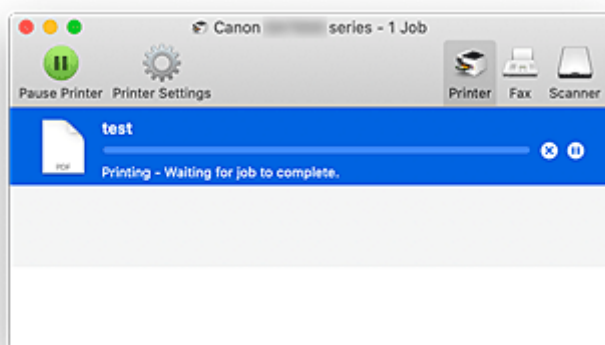 Canon series - 1 Job
Pause Printer Printer Settings Printer Fax Scanner
test
PDF
Printing - Waiting for job to complete.